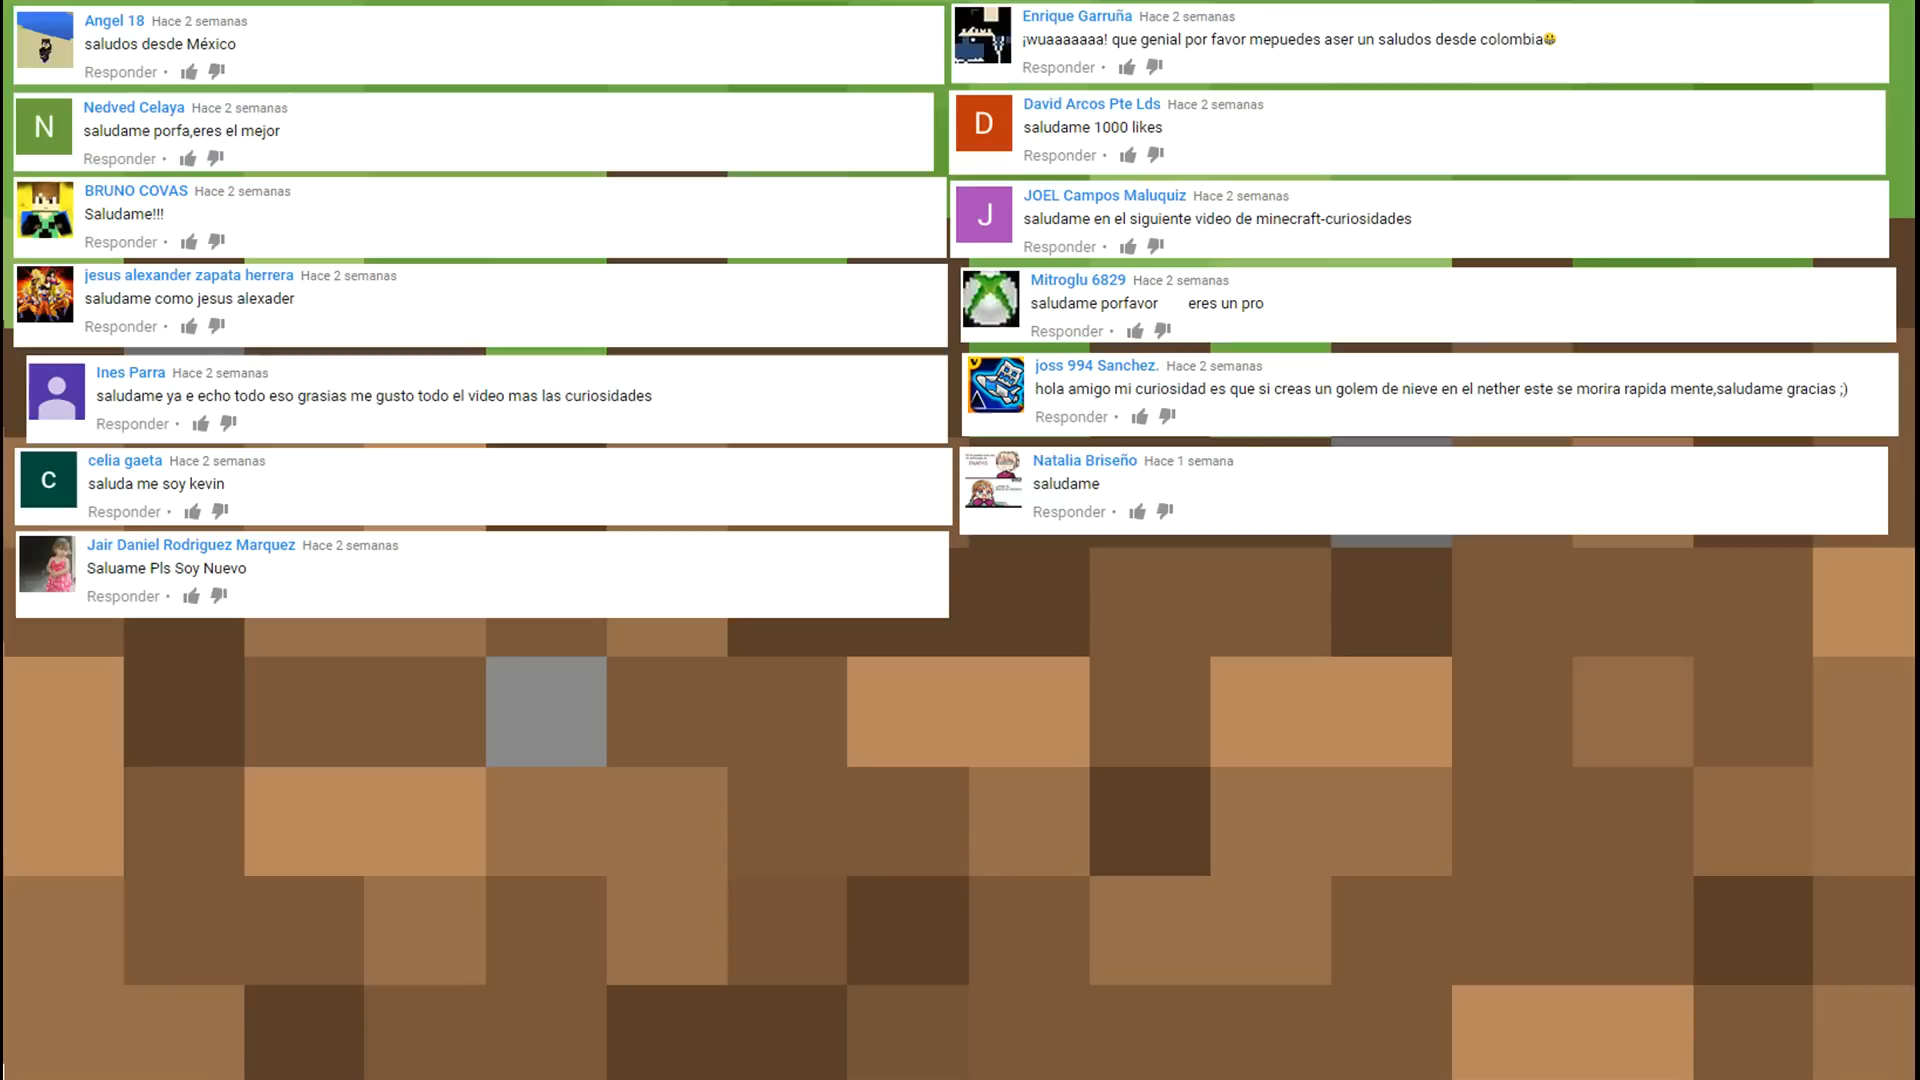 Angel 18 Hace 2 semanas
saludos desde México
Responder •
Nedved Celaya Hace 2 semanas
N
saludame porfa,eres el mejor
Responder •
BRUNO COVAS Hace 2 semanas
Saludame!!!
Responder •
jesus alexander zapata herrera Hace 2 semanas
saludame como jesus alexader
Responder •
Ines Parra Hace 2 semanas
saludame ya e echo todo eso grasias me gusto todo el video mas las curiosidades
Responder •
celia gaeta Hace 2 semanas
c
saluda me soy kevin
Responder •
Jair Daniel Rodriguez Marquez Hace 2 semanas
Saluame Pls Soy Nuevo
Responder •
Enrique Garruña Hace 2 semanas
¡wuaaaaaaa! que genial por favor mepuedes aser un saludos desde colombia😀
Responder •
David Arcos Pte Lds Hace 2 semanas
D
saludame 1000 likes
Responder •
JOEL Campos Maluquiz Hace 2 semanas
J
saludame en el siguiente video de minecraft-curiosidades
Responder •
Mitroglu 6829 Hace 2 semanas
saludame porfavor eres un pro
Responder •
joss 994 Sanchez. Hace 2 semanas
hola amigo mi curiosidad es que si creas un golem de nieve en el nether este se morira rapida mente,saludame gracias ;)
Responder •
Natalia Briseño Hace 1 semana
saludame
Responder •